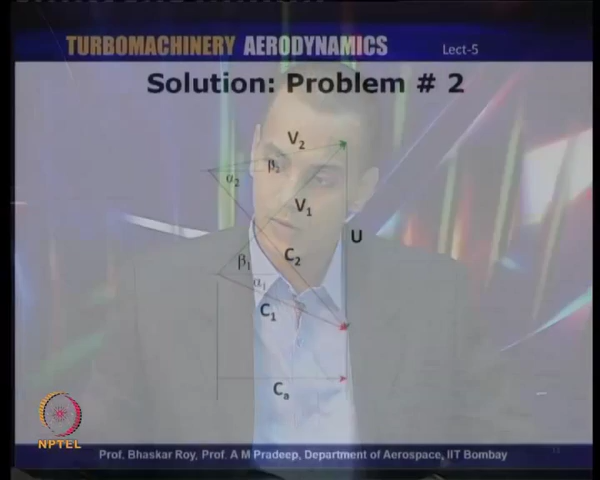 TURBOMACHINERY AERODYNAMICS Lect-5
Solution: Problem # 2
V₂
β₂
α₂
V₁
U
C₂
β₁
α₁
C₁
Cₐ
NPTEL
Prof. Bhaskar Roy, Prof. A M Pradeep, Department of Aerospace, IIT Bombay